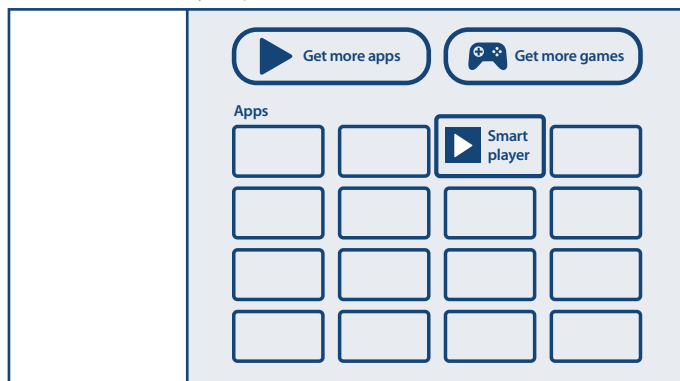 Get more apps
Get more games
Apps
Smart
player